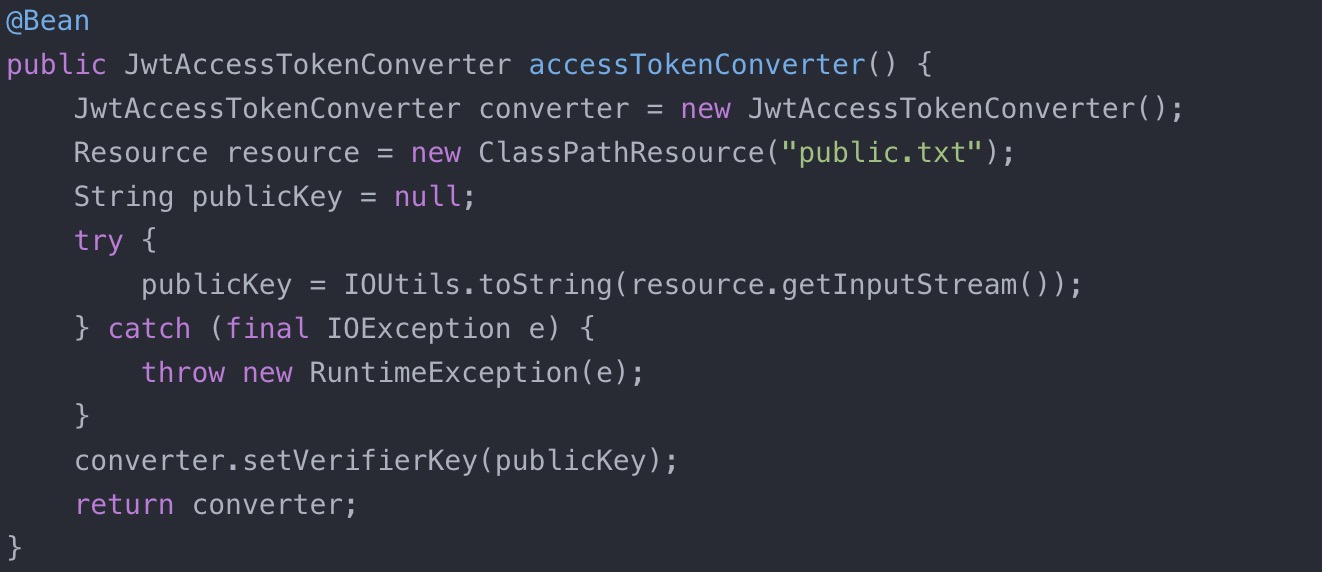 @Bean
public JwtAccessTokenConverter accessTokenConverter() {
    JwtAccessTokenConverter converter = new JwtAccessTokenConverter();
    Resource resource = new ClassPathResource("public.txt");
    String publicKey = null;
    try {
        publicKey = IOUtils.toString(resource.getInputStream());
    } catch (final IOException e) {
        throw new RuntimeException(e);
    }
    converter.setVerifierKey(publicKey);
    return converter;
}